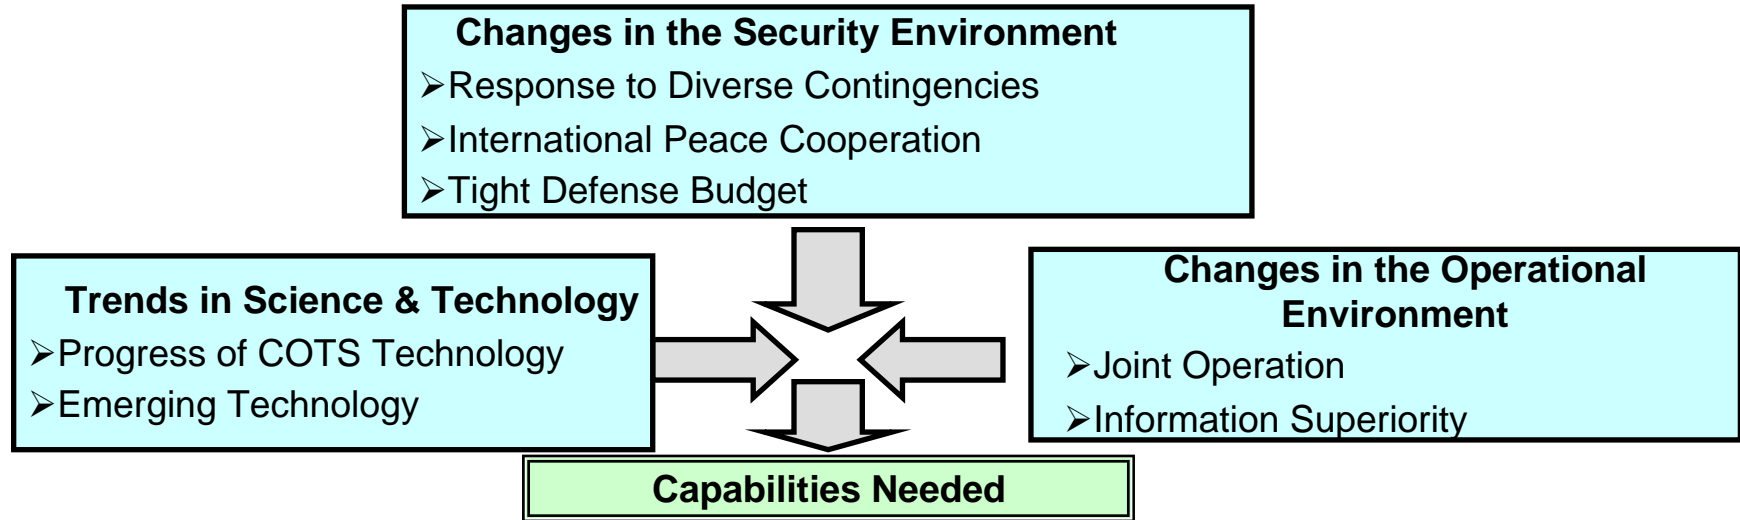 Changes in the Security Environment
➢Response to Diverse Contingencies
➢International Peace Cooperation
➢Tight Defense Budget
Trends in Science & Technology
➢Progress of COTS Technology
➢Emerging Technology
Changes in the Operational
Environment
➢Joint Operation
➢Information Superiority
Capabilities Needed